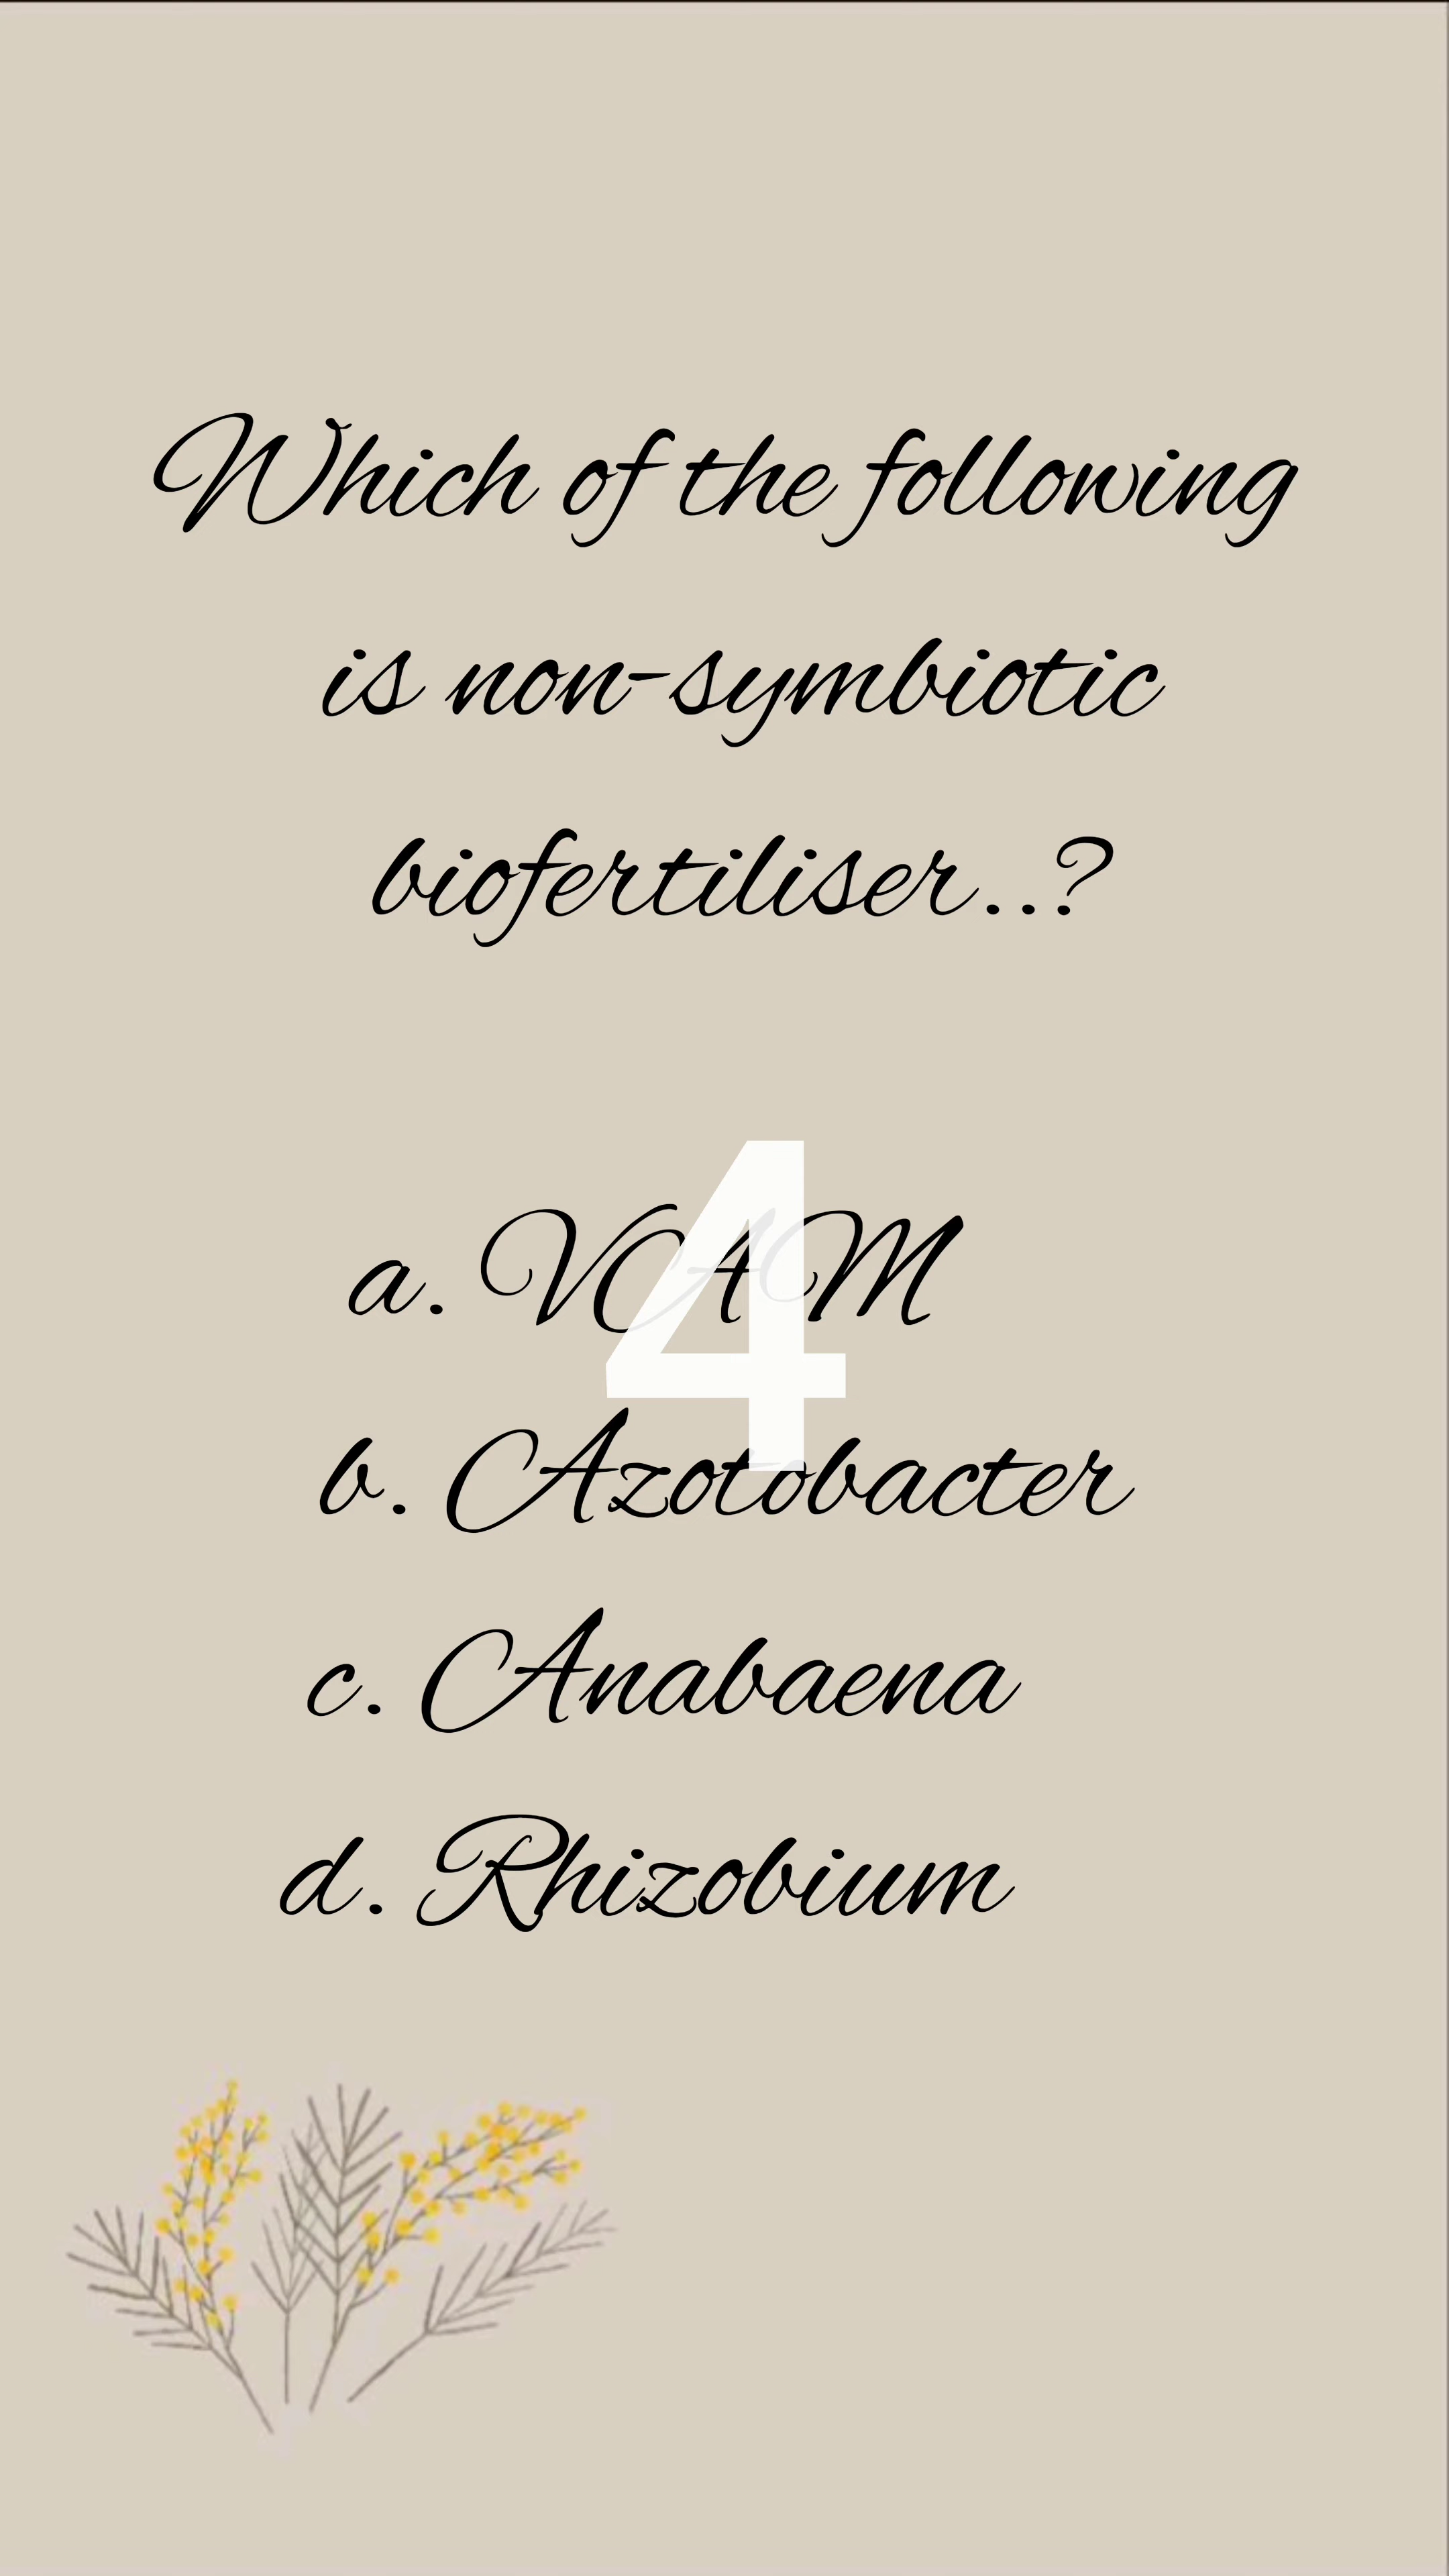 Which of the following
is non-symbiotic
biofertiliser..?
4
a. VAM
b. Azotobacter
c. Anabaena
d. Rhizobium